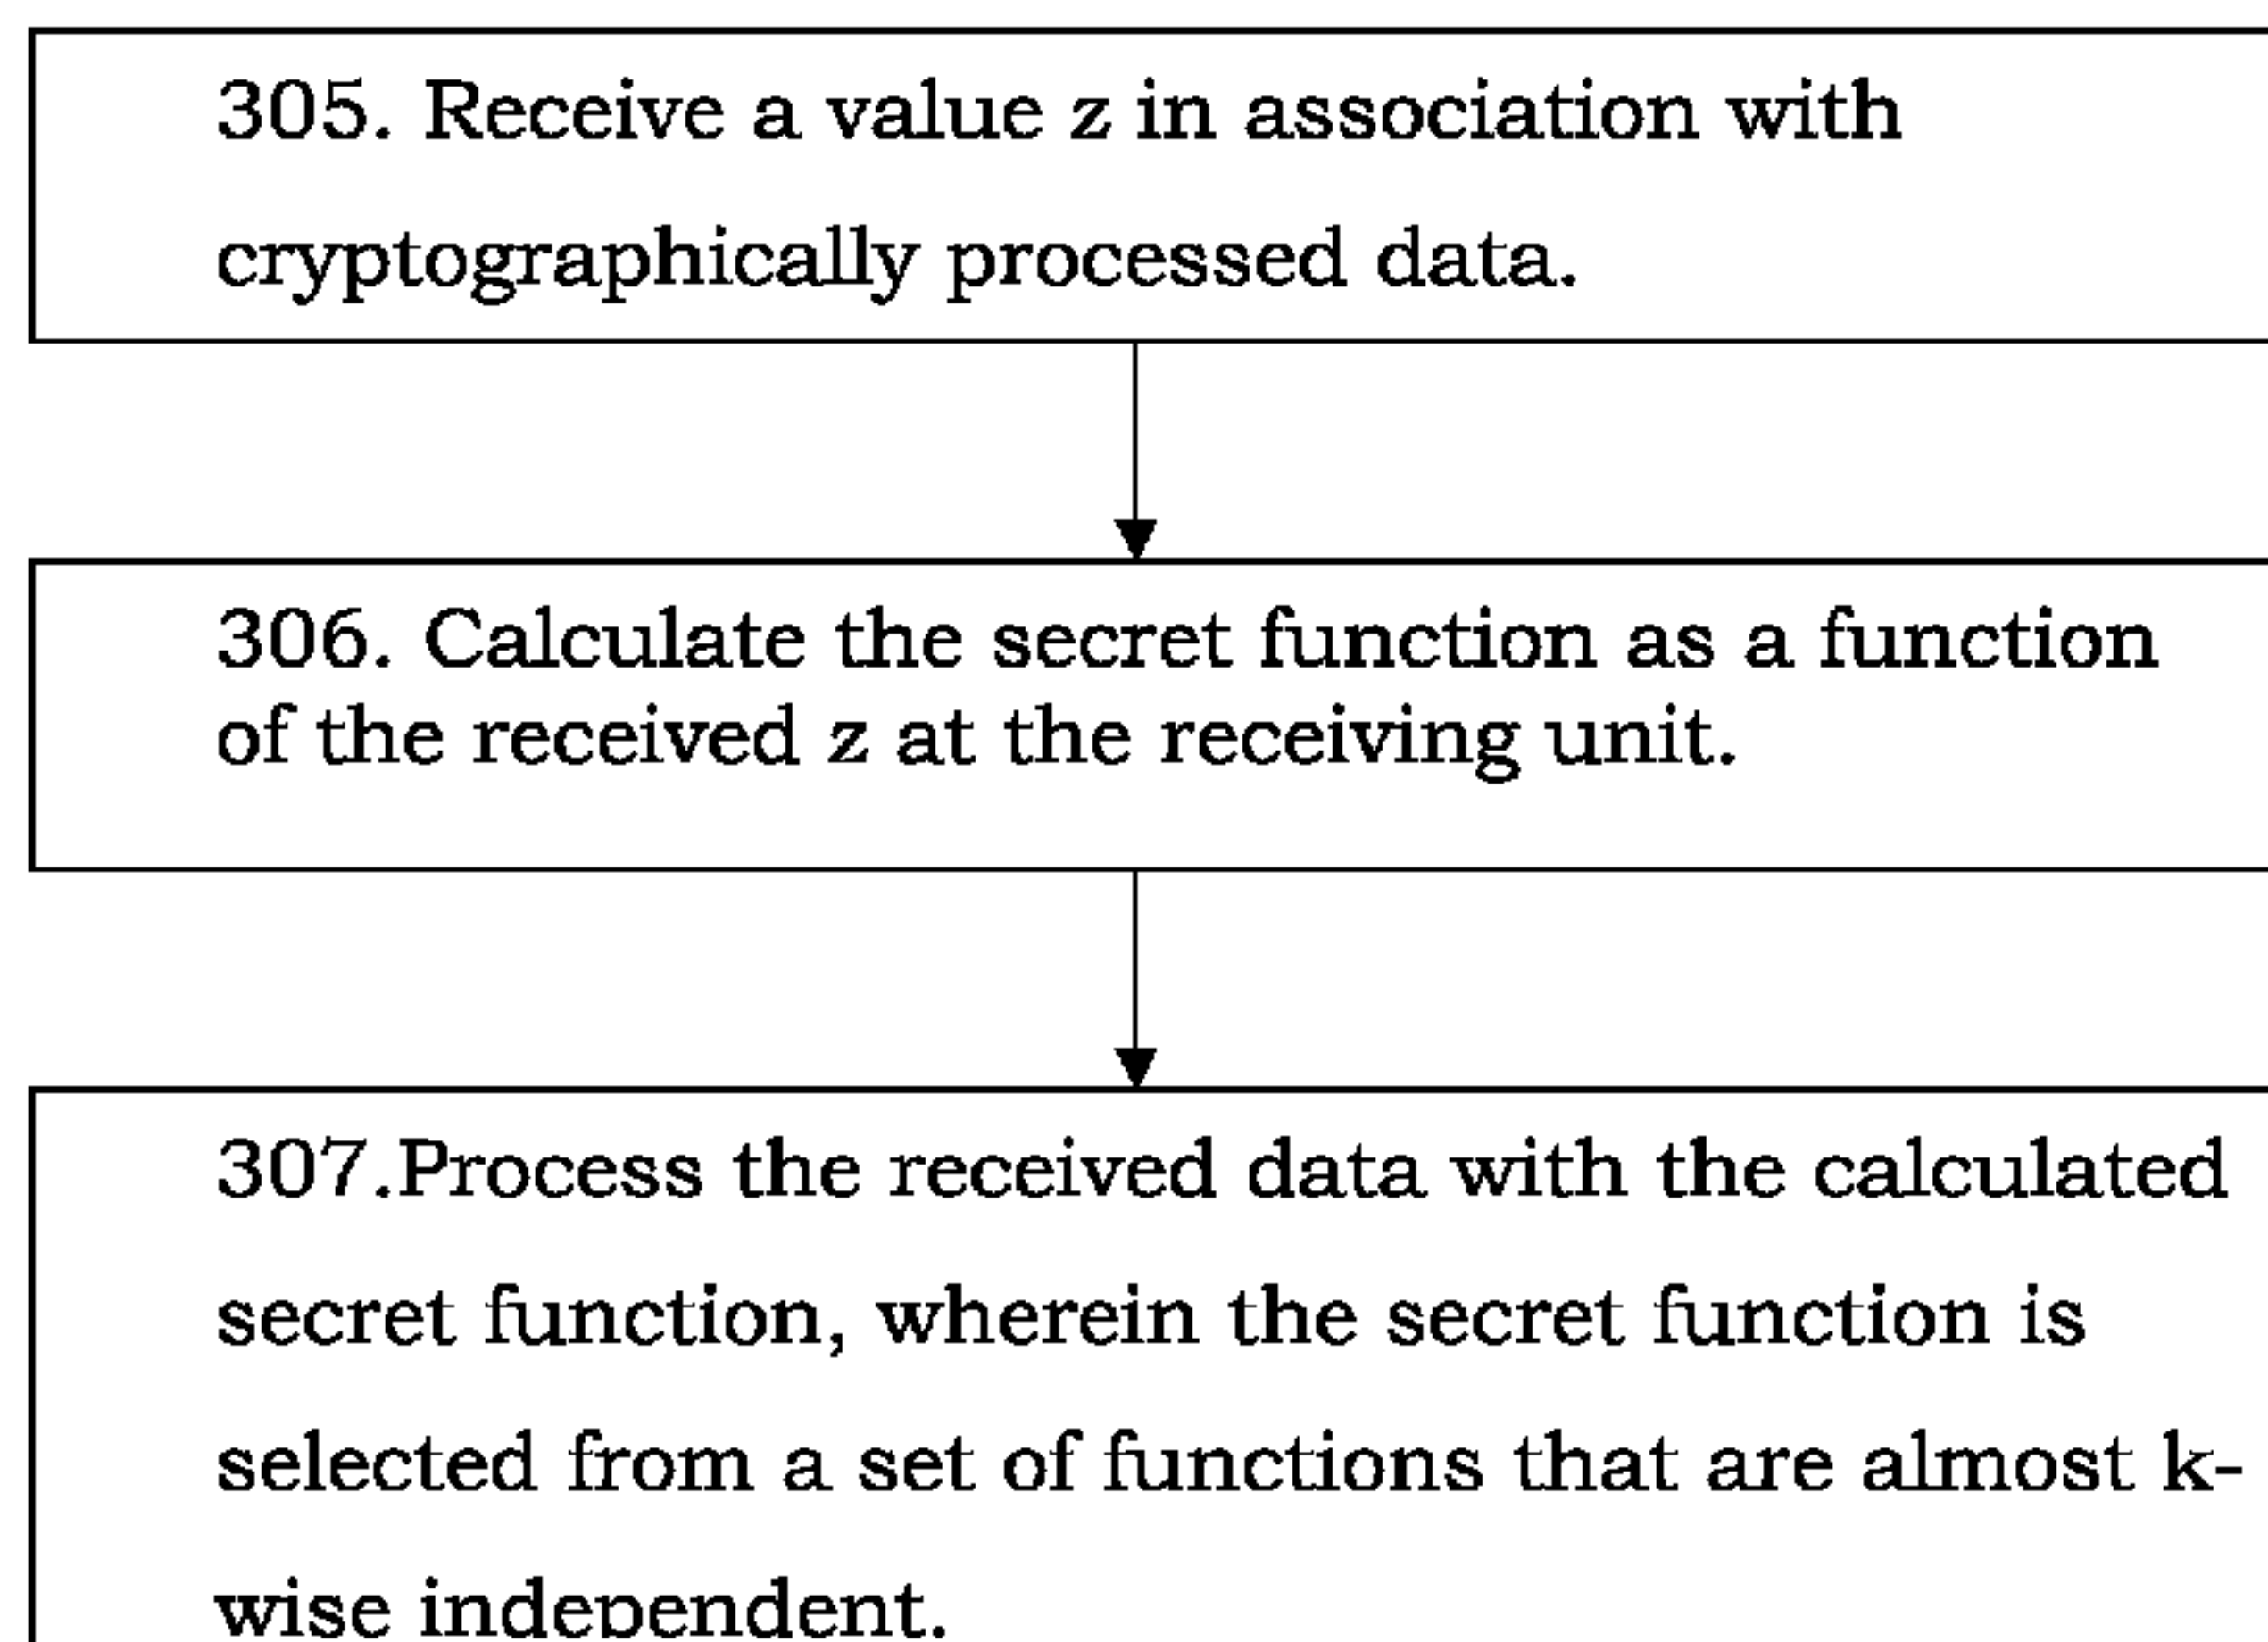 305. Receive a value z in association with
cryptographically processed data.
306. Calculate the secret function as a function
of the received z at the receiving unit.
307.Process the received data with the calculated
secret function, wherein the secret function is
selected from a set of functions that are almost k-
wise independent.